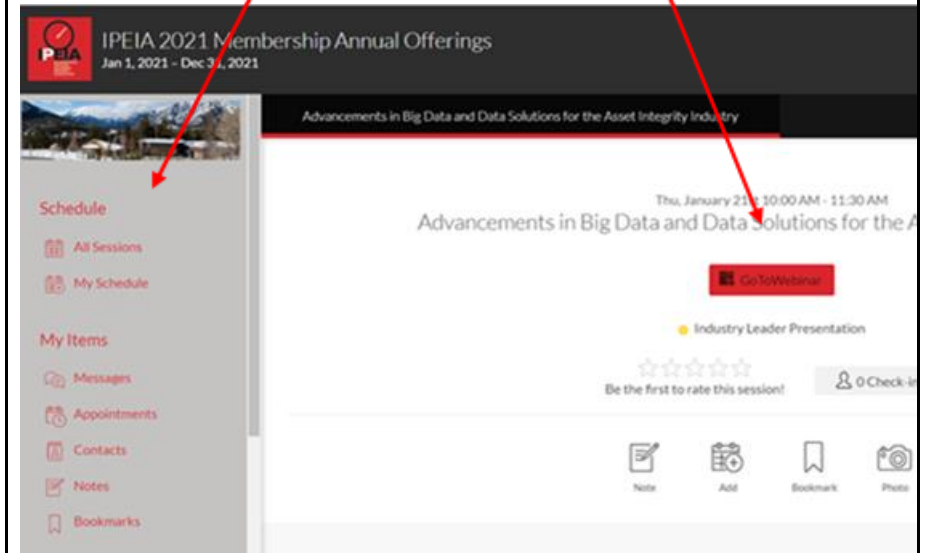 IPEIA 2021 Membership Annual Offerings
IPEIA
Jan 1, 2021 - Dec 31, 2021
Advancements in Big Data and Data Solutions for the Asset Integrity Industry
Schedule
All Sessions
My Schedule
My Items
Messages
Appointments
Contacts
Notes
Bookmarks
Thu, January 21st 10:00 AM - 11:30 AM
Advancements in Big Data and Data Solutions for the A
GoToWebinar
Industry Leader Presentation
Be the first to rate this session!
0 Check-in
Note
Add
Bookmark
Photo